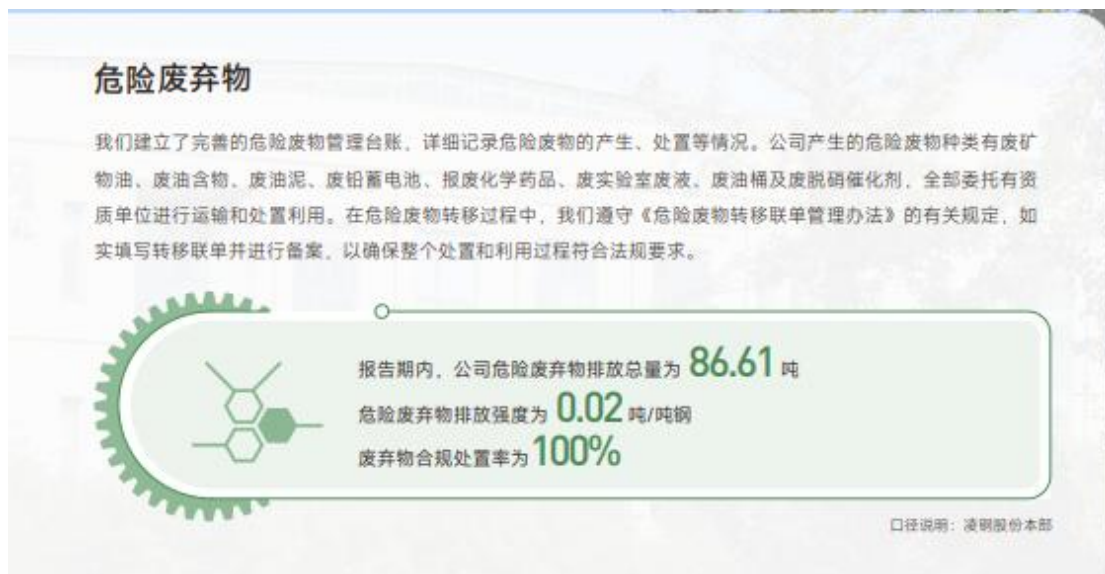 危险废弃物
我们建立了完善的危险废物管理台账，详细记录危险废物的产生、处置等情况。公司产生的危险废物种类有废矿
物油、废油含物、废油泥、废铅蓄电池、报废化学药品、废实验室废液、废油桶及废脱硝催化剂，全部委托有资
质单位进行运输和处置利用。在危险废物转移过程中，我们遵守《危险废物转移联单管理办法》的有关规定，如
实填写转移联单并进行备案，以确保整个处置和利用过程符合法规要求。
报告期内，公司危险废弃物排放总量为 86.61 吨
危险废弃物排放强度为 0.02 吨/吨钢
废弃物合规处置率为 100%
口径说明：凌钢股份本部